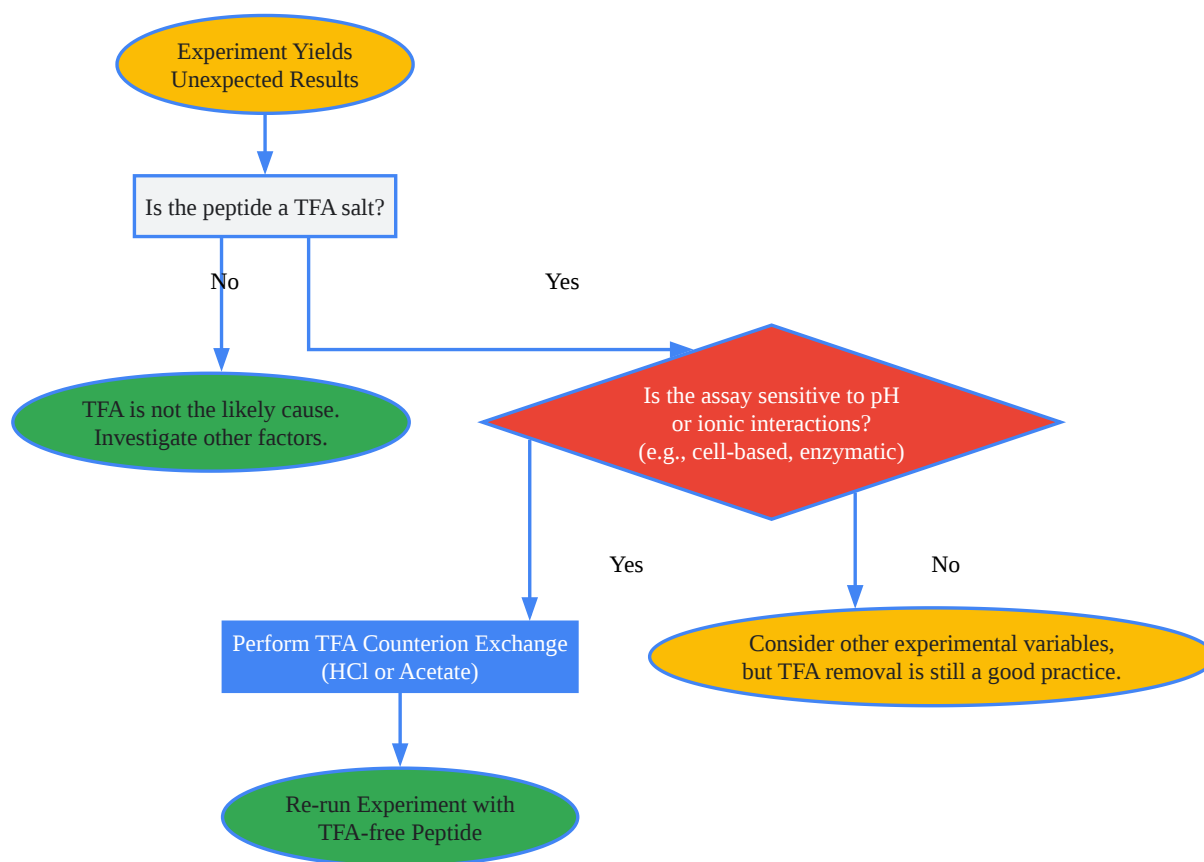 Experiment Yields
Unexpected Results
Is the peptide a TFA salt?
No
Yes
TFA is not the likely cause.
Investigate other factors.
Is the assay sensitive to pH
or ionic interactions?
(e.g., cell-based, enzymatic)
Yes
No
Perform TFA Counterion Exchange
(HCl or Acetate)
Consider other experimental variables,
but TFA removal is still a good practice.
Re-run Experiment with
TFA-free Peptide